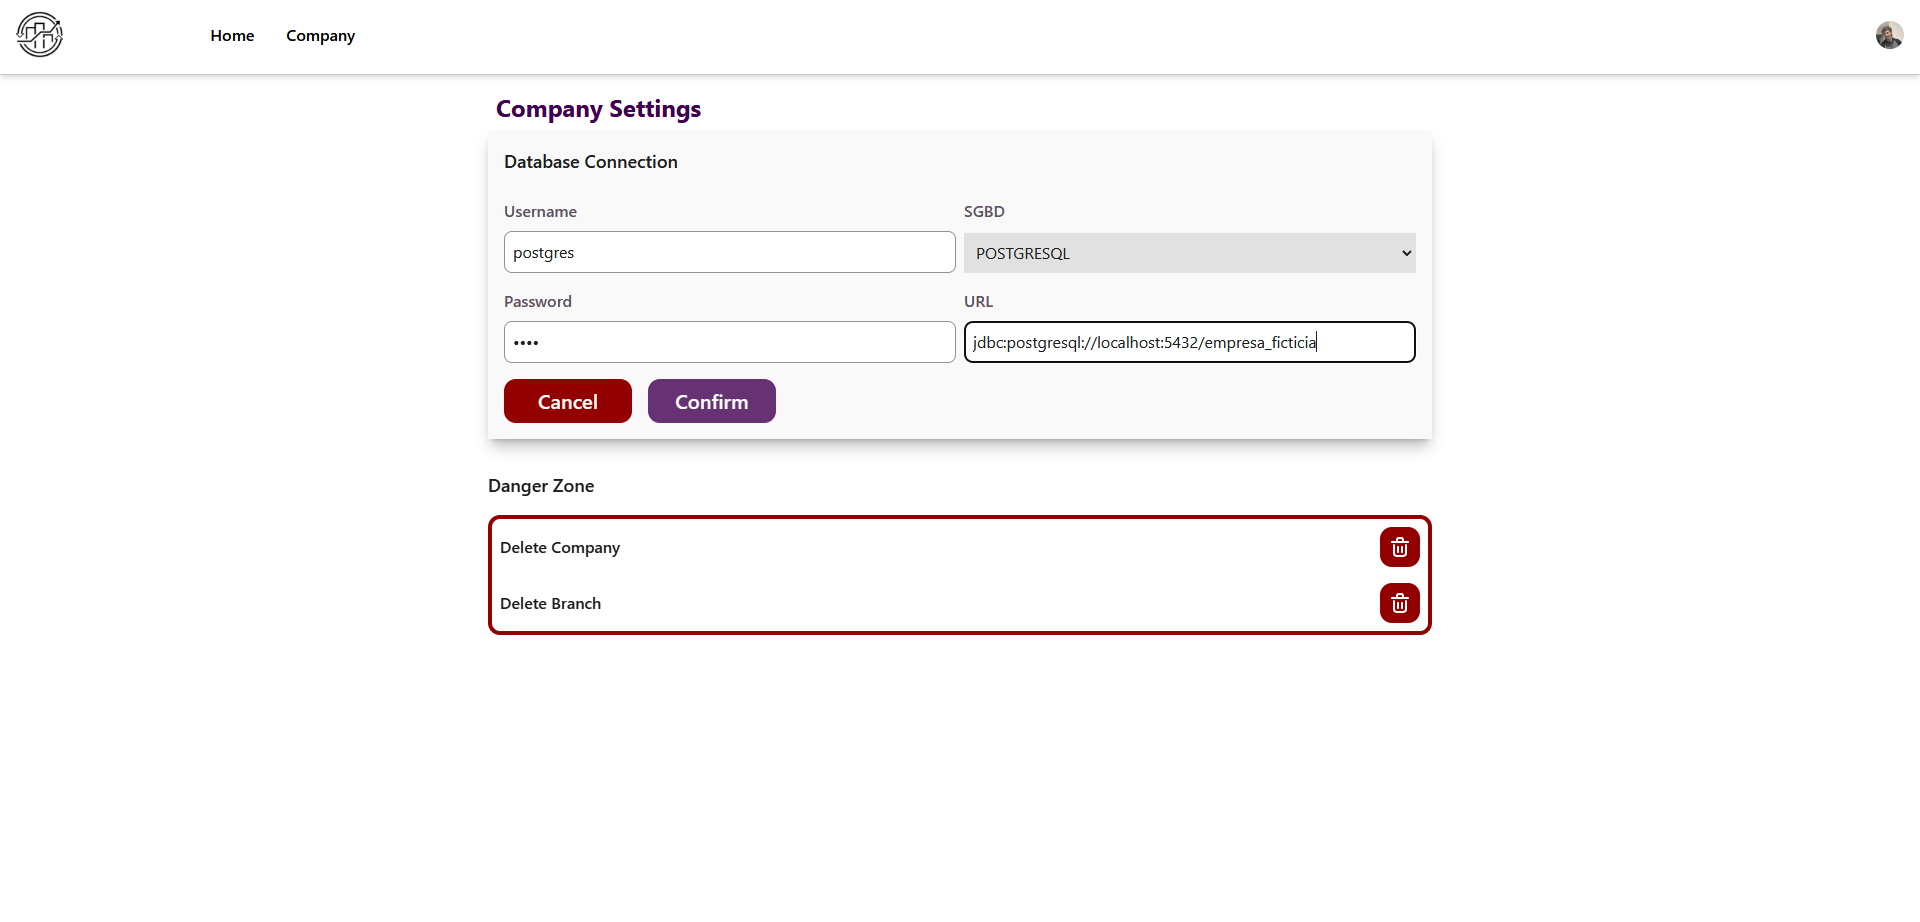 Home Company
Company Settings
Database Connection
Username SGBD
postgres POSTGRESQL
Password URL
•••• jdbc:postgresql://localhost:5432/empresa_ficticia
Cancel Confirm
Danger Zone
Delete Company
Delete Branch